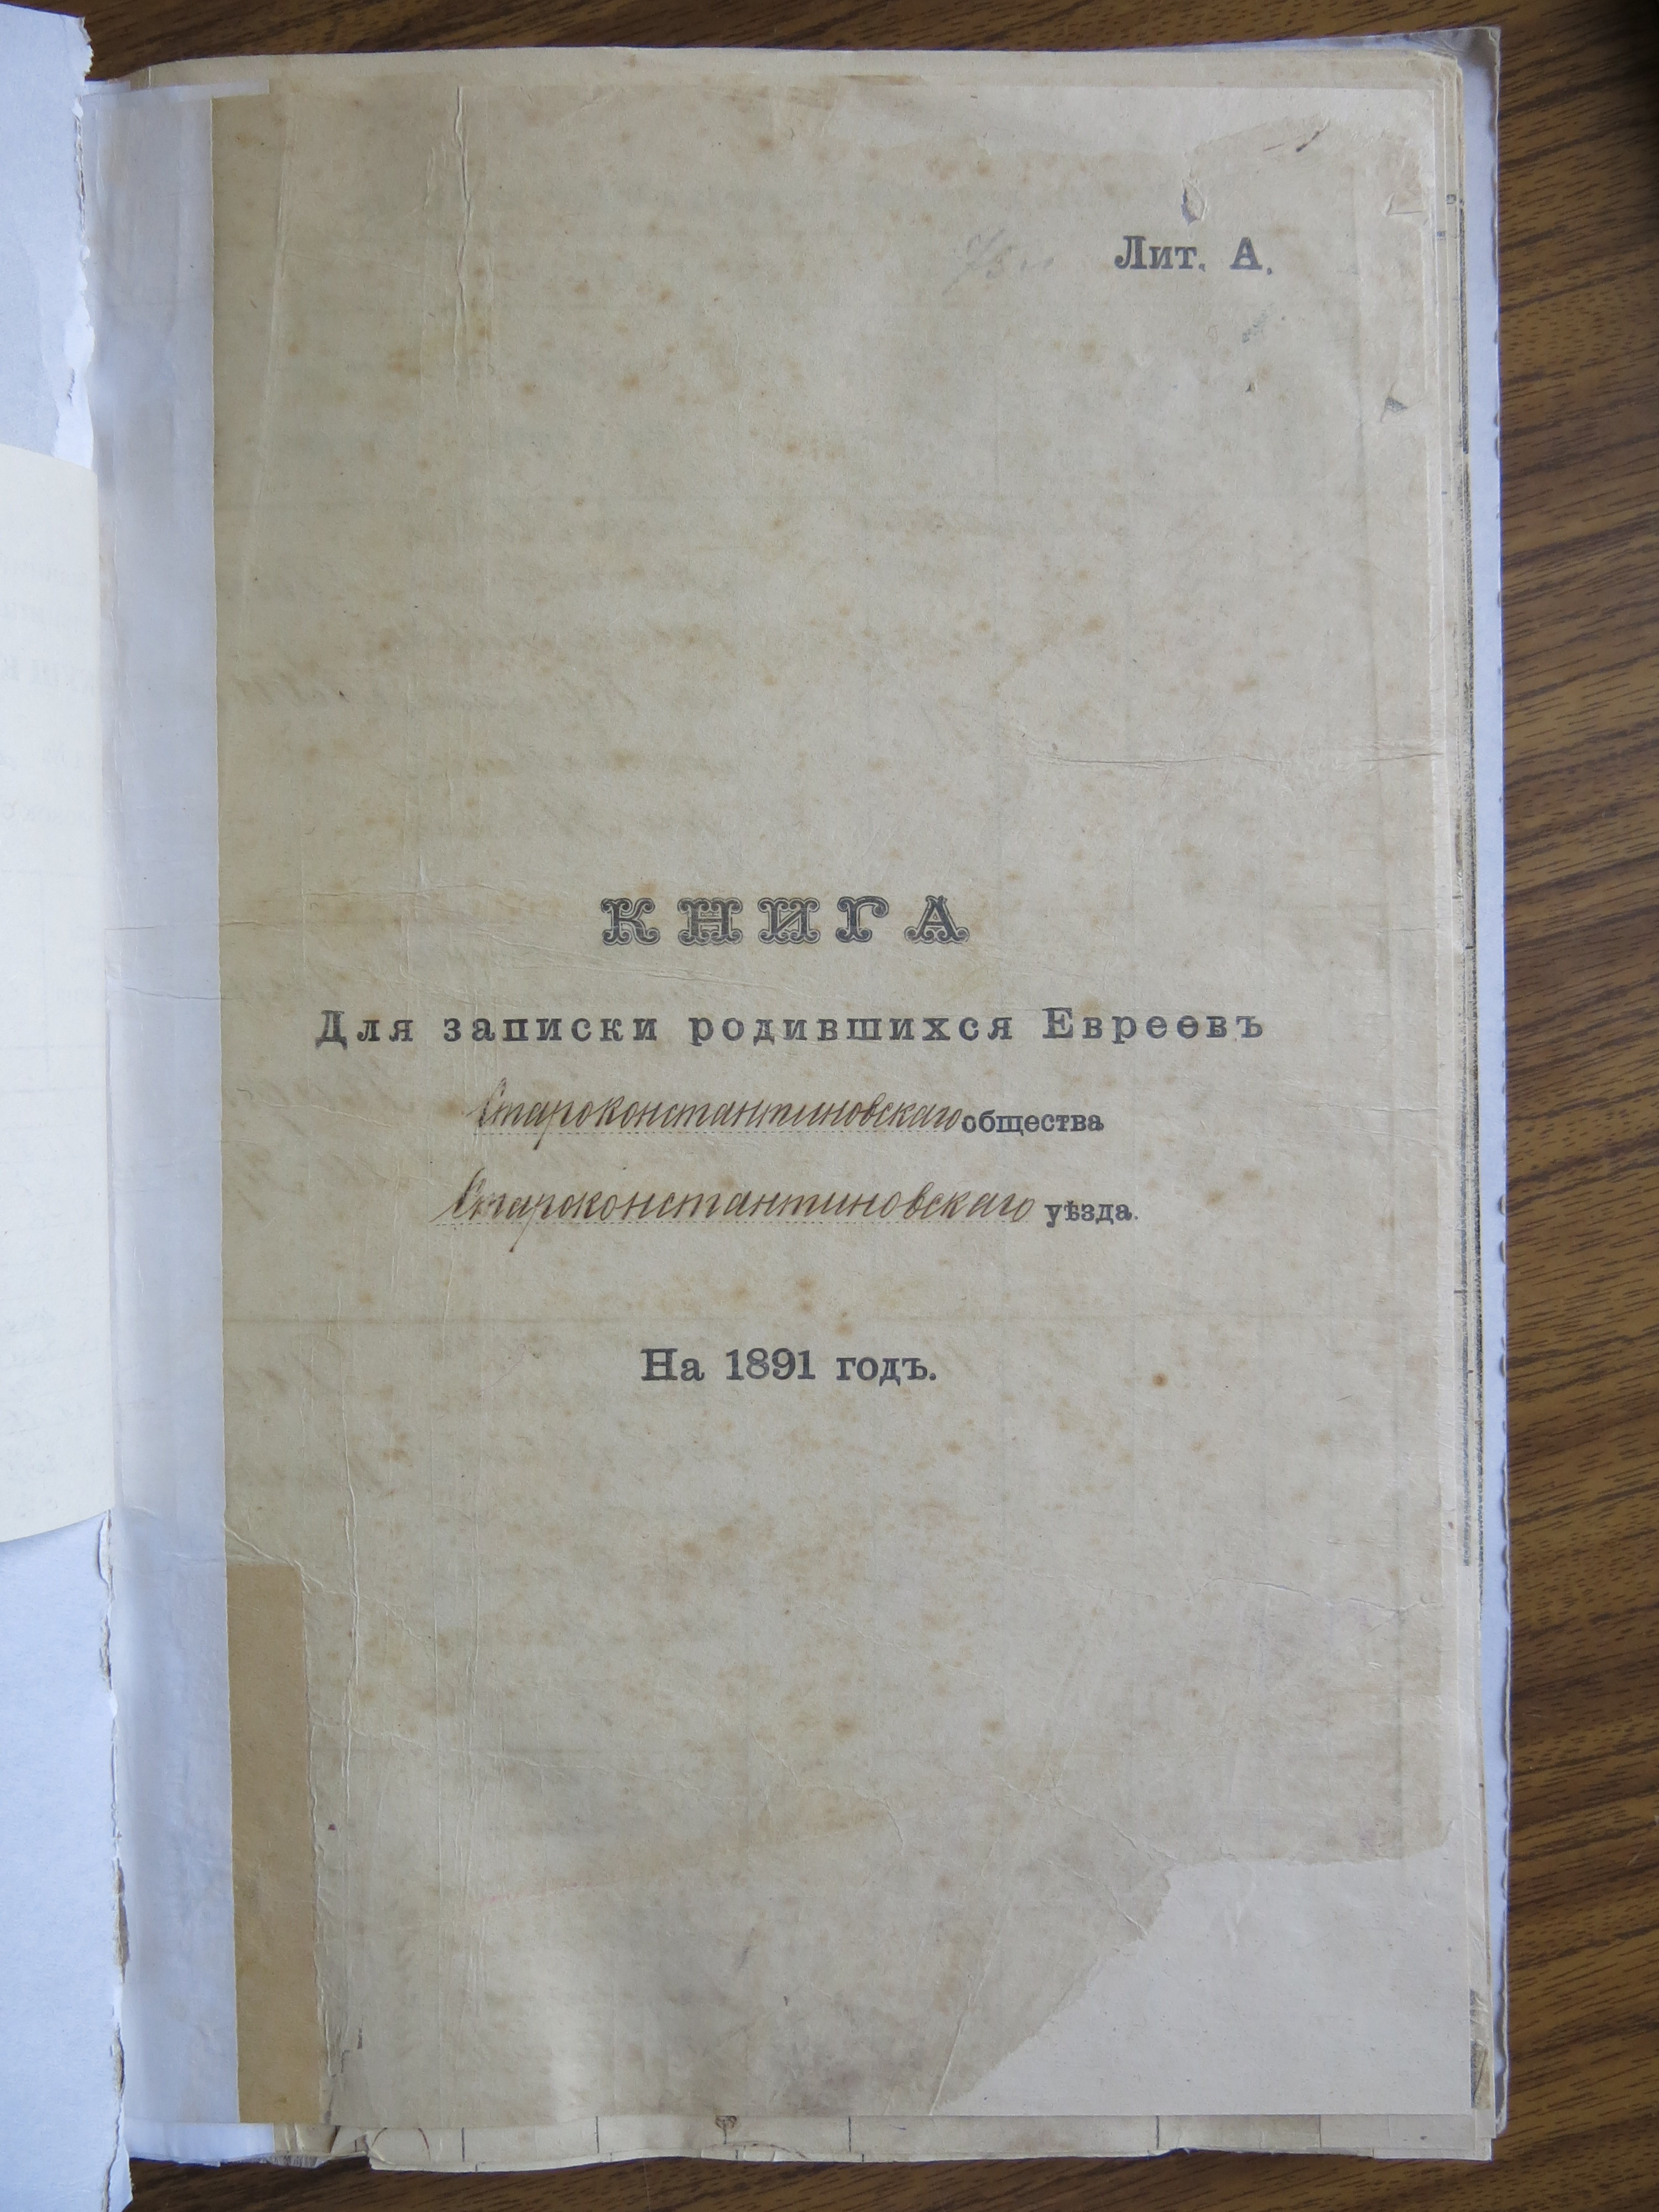 Лит. А.
КНИГА
Для записки родившихся Евреевъ
Староконстантиновскаго общества
Староконстантиновскаго уѣзда.
На 1891 годъ.